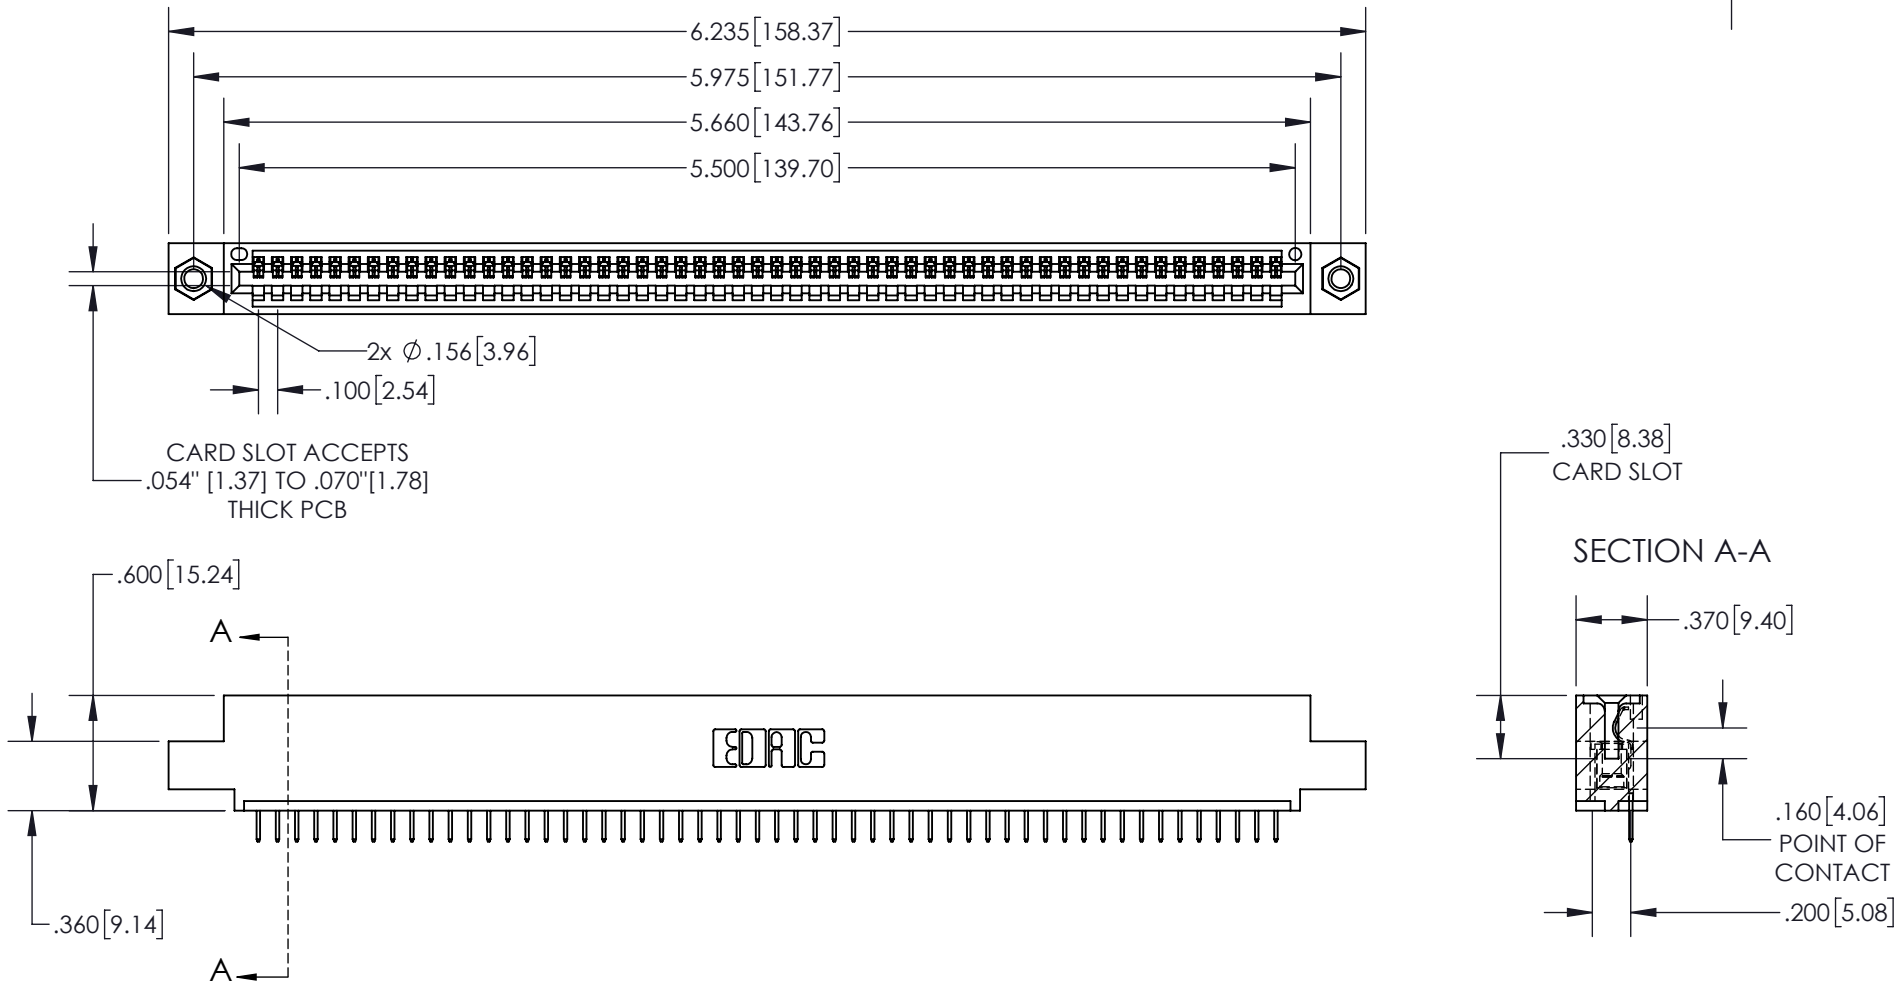 6.235[158.37]
5.975[151.77]
5.660[143.76]
5.500[139.70]
2x Ø.156[3.96]
.100[2.54]
CARD SLOT ACCEPTS
.054" [1.37] TO .070"[1.78]
THICK PCB
.330[8.38]
CARD SLOT
SECTION A-A
.600[15.24]
.370[9.40]
A
EDAC
.160[4.06]
POINT OF
CONTACT
.360[9.14]
.200[5.08]
A